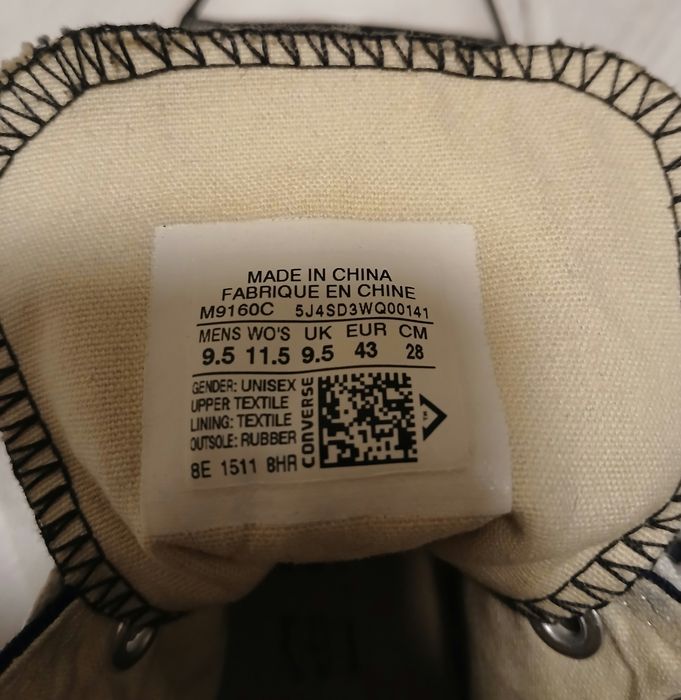 MADE IN CHINA
FABRIQUE EN CHINE
M9160C 5J4SD3WQ00141
MENS WO'S UK EUR CM
9.5 11.5 9.5 43 28
GENDER: UNISEX
UPPER TEXTILE
LINING: TEXTILE
OUTSOLE: RUBBER
8E 1511 8HR
CONVERSE